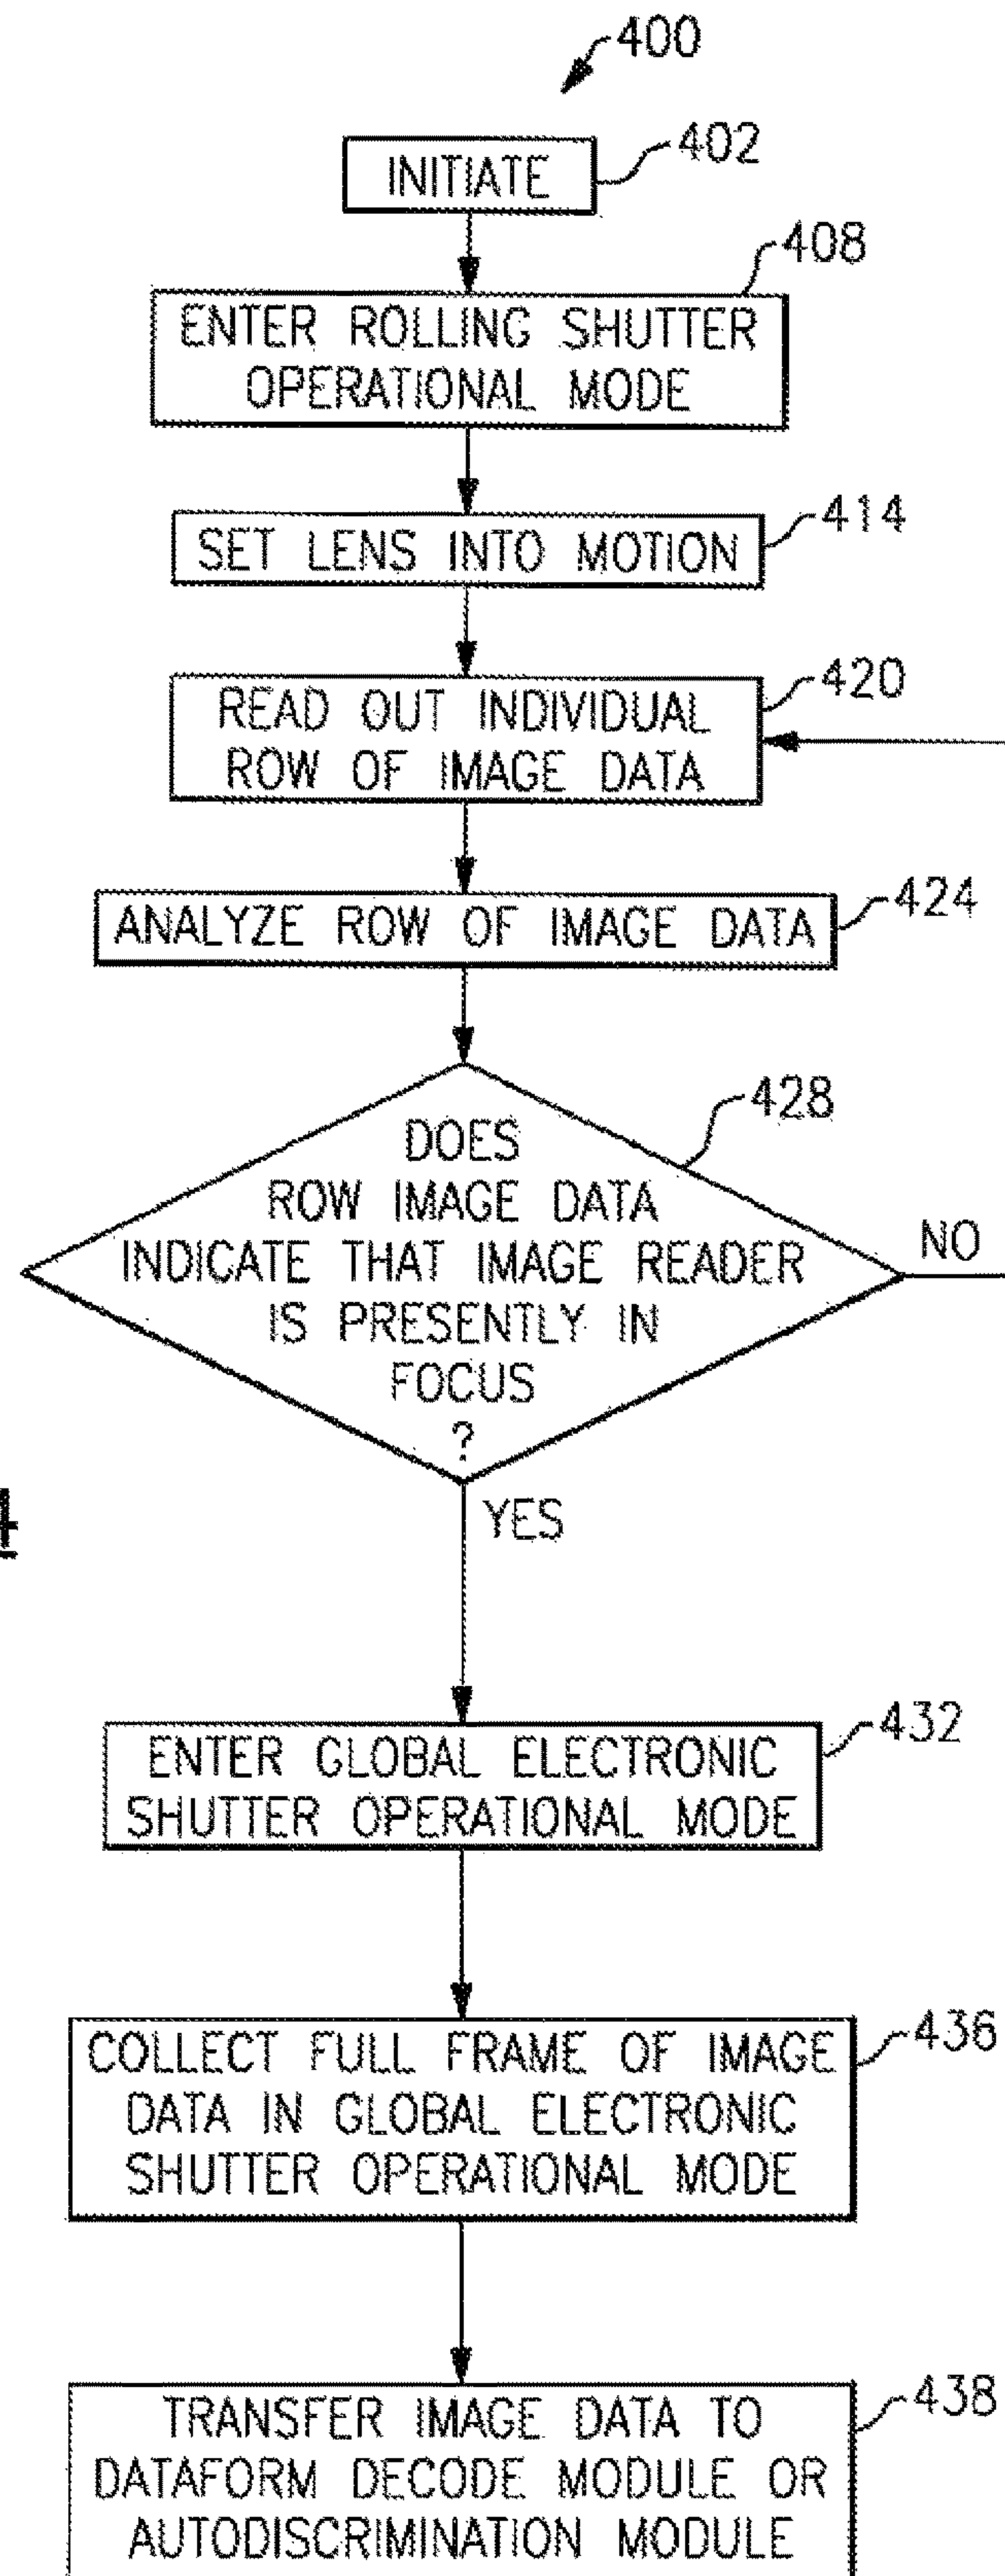 400
INITIATE
402
408
ENTER ROLLING SHUTTER
OPERATIONAL MODE
414
SET LENS INTO MOTION
420
READ OUT INDIVIDUAL
ROW OF IMAGE DATA
424
ANALYZE ROW OF IMAGE DATA
428
DOES
ROW IMAGE DATA
INDICATE THAT IMAGE READER
IS PRESENTLY IN
FOCUS
?
NO
YES
432
ENTER GLOBAL ELECTRONIC
SHUTTER OPERATIONAL MODE
436
COLLECT FULL FRAME OF IMAGE
DATA IN GLOBAL ELECTRONIC
SHUTTER OPERATIONAL MODE
438
TRANSFER IMAGE DATA TO
DATAFORM DECODE MODULE OR
AUTODISCRIMINATION MODULE